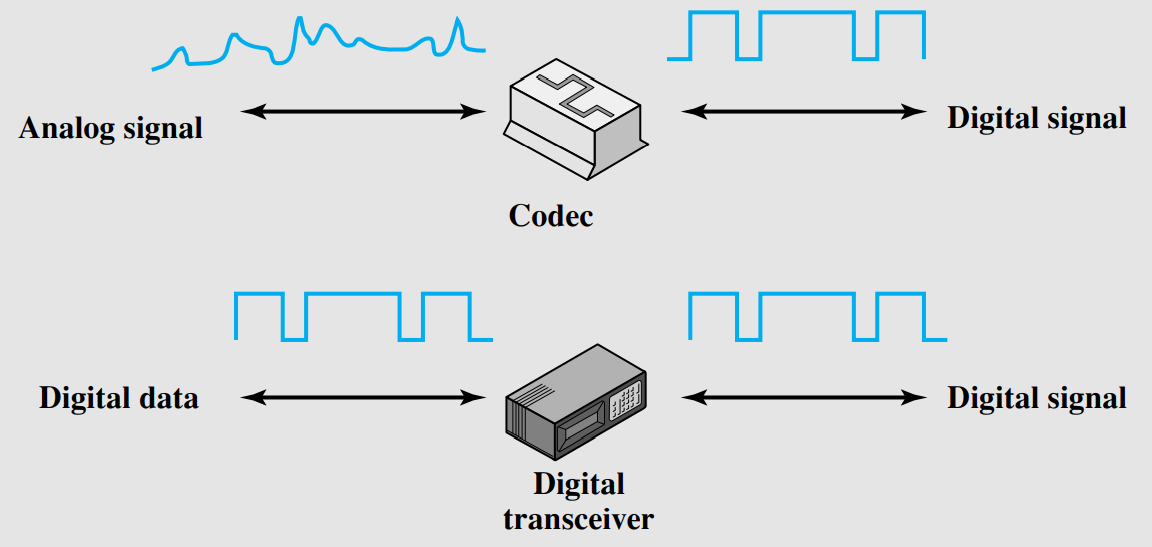 Analog signal
Digital signal
Codec
Digital data
Digital signal
Digital
transceiver